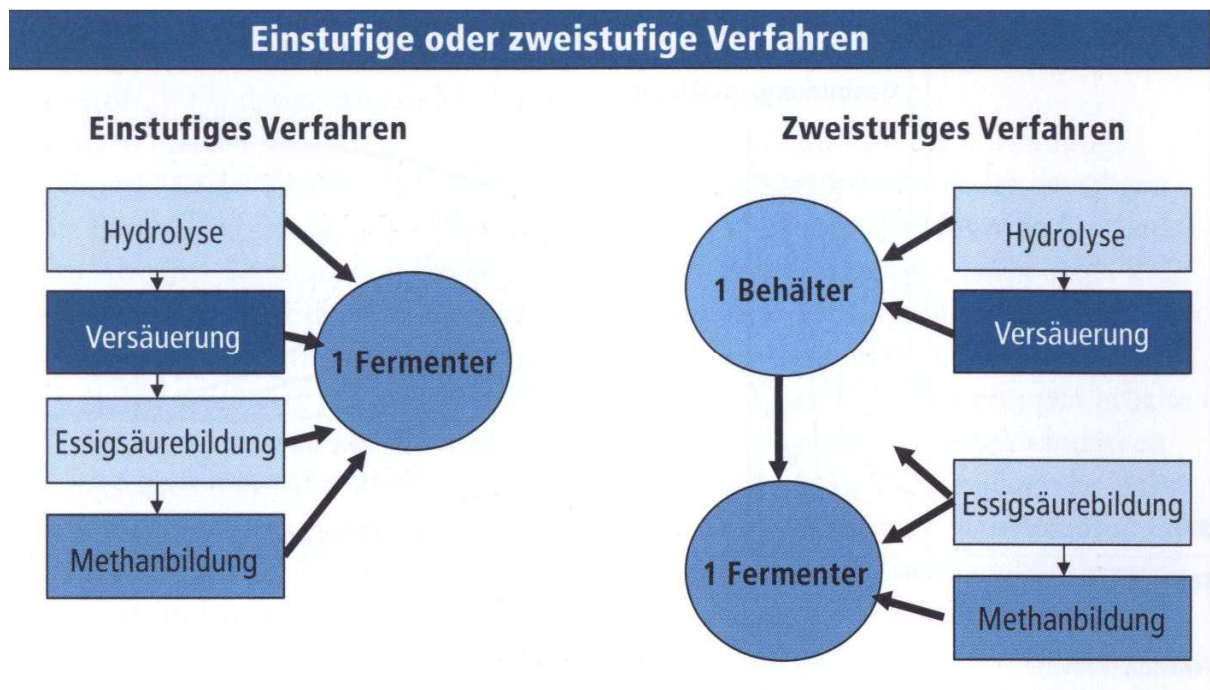 Einstufige oder zweistufige Verfahren
Einstufiges Verfahren
Hydrolyse
Versäuerung
Essigsäurebildung
Methanbildung
1 Fermenter
Zweistufiges Verfahren
1 Behälter
1 Fermenter
Hydrolyse
Versäuerung
Essigsäurebildung
Methanbildung